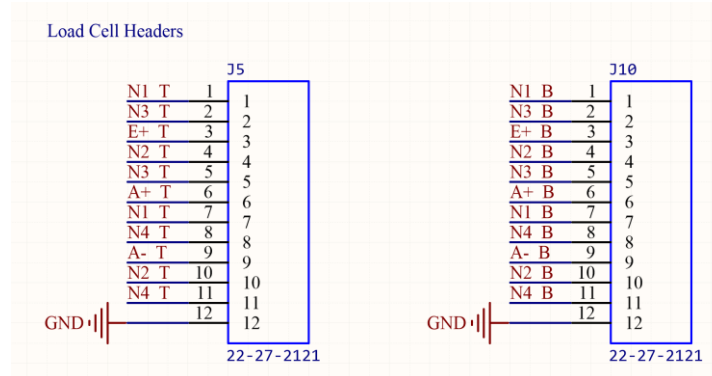 Load Cell Headers
J5
N1 T 1 1
N3 T 2 2
E+ T 3 3
N2 T 4 4
N3 T 5 5
A+ T 6 6
N1 T 7 7
N4 T 8 8
A- T 9 9
N2 T 10 10
N4 T 11 11
GND 12 12
22-27-2121
J10
N1 B 1 1
N3 B 2 2
E+ B 3 3
N2 B 4 4
N3 B 5 5
A+ B 6 6
N1 B 7 7
N4 B 8 8
A- B 9 9
N2 B 10 10
N4 B 11 11
GND 12 12
22-27-2121